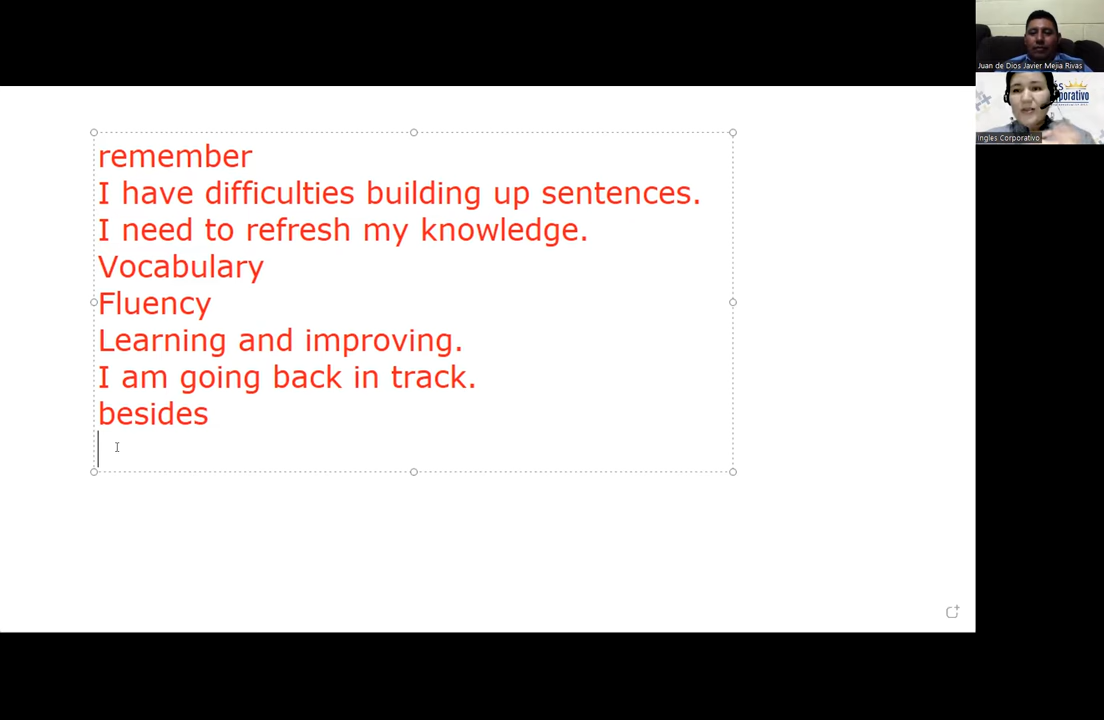 remember
I have difficulties building up sentences.
I need to refresh my knowledge.
Vocabulary
Fluency
Learning and improving.
I am going back in track.
besides
Juan de Dios Javier Mejia Rivas
Ingles Corporativo